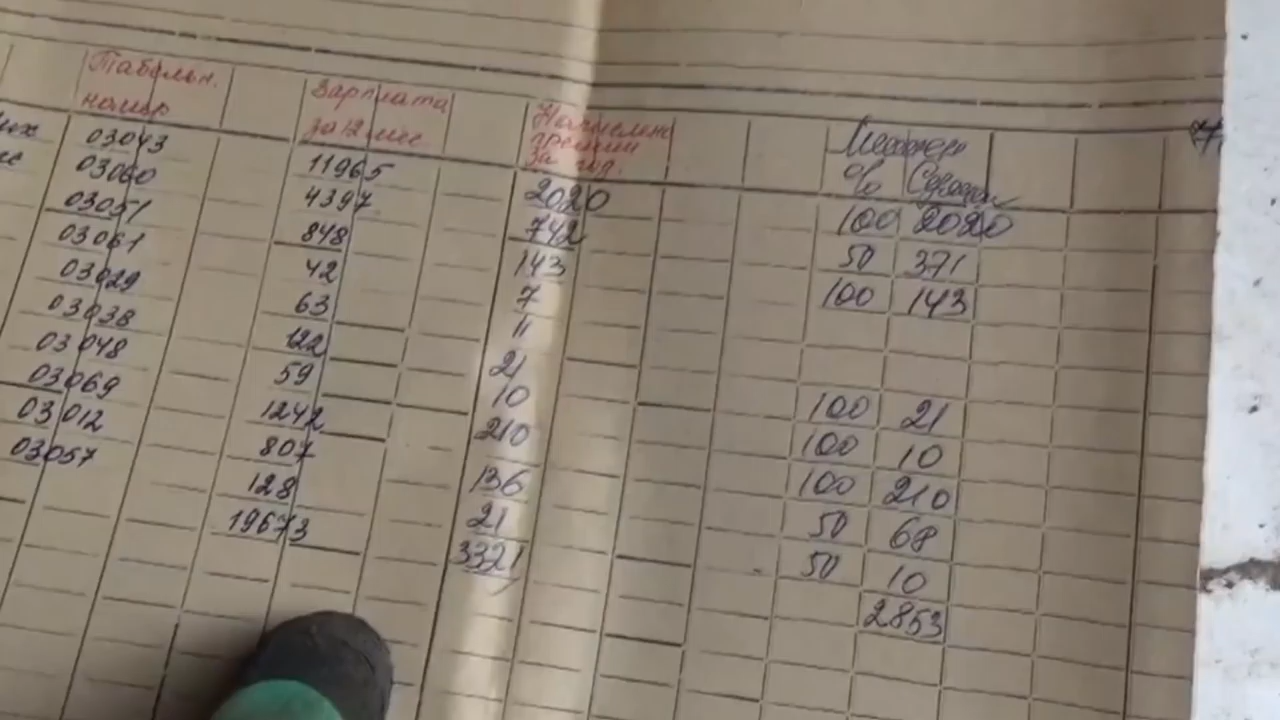 Табельн. Зарплата Начислено
номер за 12 мес премии
за год. % Сумма
03043 11965 2020 100 2020
03060 4397 742 50 371
03051 848 143 100 143
03061 42 7
03029 63 11
03038 122 21 100 21
03048 59 10 100 10
03069 1242 210 100 210
03012 807 136 50 68
03057 128 21 50 10
19673 3321 2853